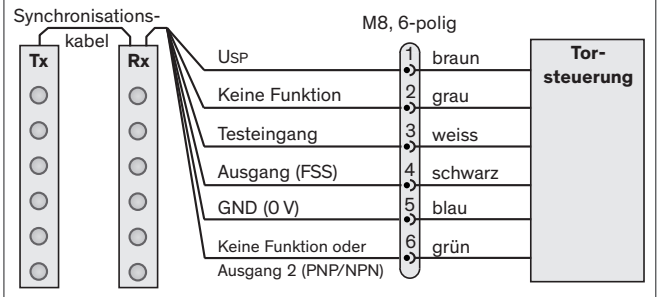 Synchronisations-
kabel
M8, 6-polig
Tx
Rx
Tor-
steuerung
USP
1
braun
Keine Funktion
2
grau
Testeingang
3
weiss
Ausgang (FSS)
4
schwarz
GND (0 V)
5
blau
Keine Funktion oder
Ausgang 2 (PNP/NPN)
6
grün